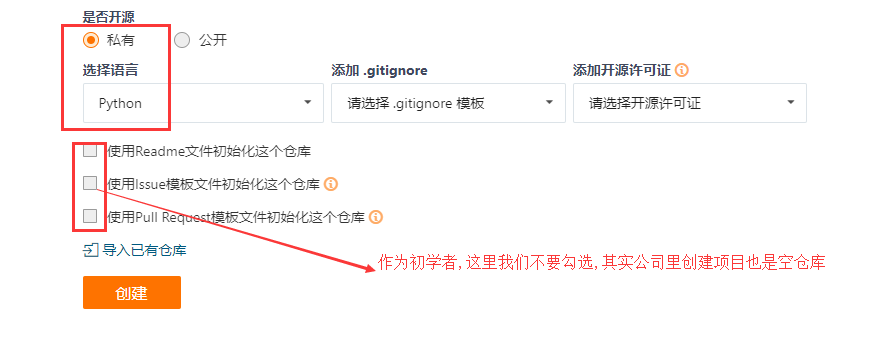 是否开源
私有 公开
选择语言 添加 .gitignore 添加开源许可证
Python 请选择 .gitignore 模板 请选择开源许可证
使用Readme文件初始化这个仓库
使用Issue模板文件初始化这个仓库
使用Pull Request模板文件初始化这个仓库
导入已有仓库
作为初学者,这里我们不要勾选,其实公司里创建项目也是空仓库
创建